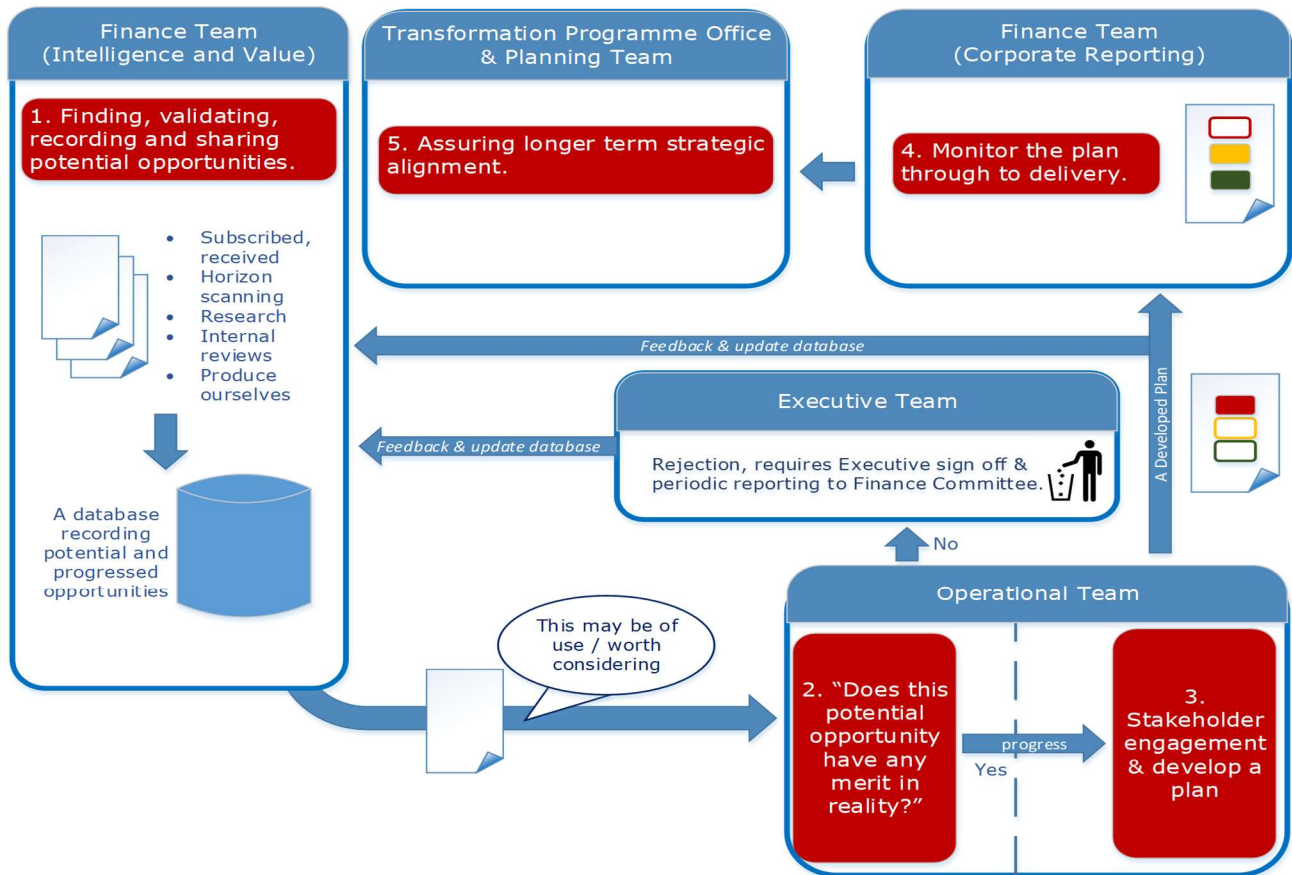 Finance Team
(Intelligence and Value)
1. Finding, validating,
recording and sharing
potential opportunities.
• Subscribed,
received
• Horizon
scanning
• Research
• Internal
reviews
• Produce
ourselves
A database
recording
potential and
progressed
opportunities
Transformation Programme Office
& Planning Team
5. Assuring longer term strategic
alignment.
Finance Team
(Corporate Reporting)
4. Monitor the plan
through to delivery.
Feedback & update database
A Developed Plan
Executive Team
Rejection, requires Executive sign off &
periodic reporting to Finance Committee.
Feedback & update database
No
This may be of
use / worth
considering
Operational Team
2. “Does this
potential
opportunity
have any
merit in
reality?”
progress
Yes
3.
Stakeholder
engagement
& develop a
plan